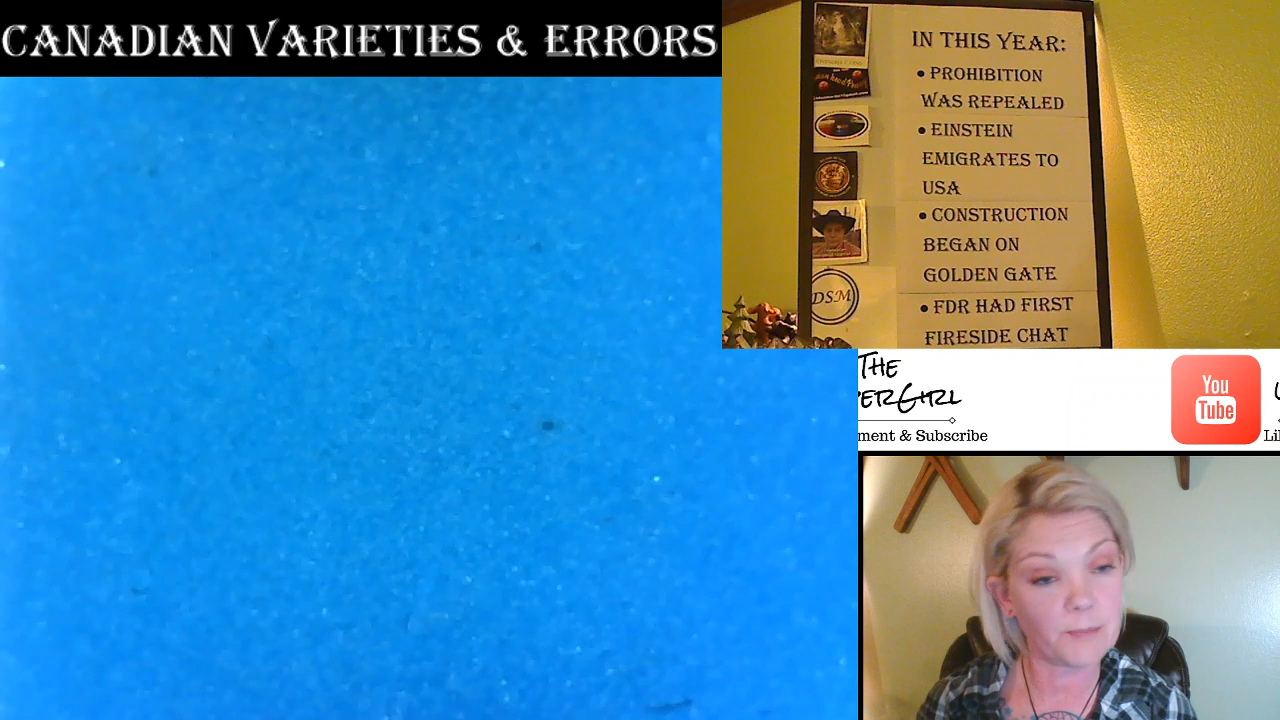 CANADIAN VARIETIES & ERRORS
IN THIS YEAR:
• PROHIBITION
WAS REPEALED
• EINSTEIN
EMIGRATES TO
USA
• CONSTRUCTION
BEGAN ON
GOLDEN GATE
• FDR HAD FIRST
FIRESIDE CHAT
DSM
THE
PERGIRL
ment & Subscribe
You
Tube